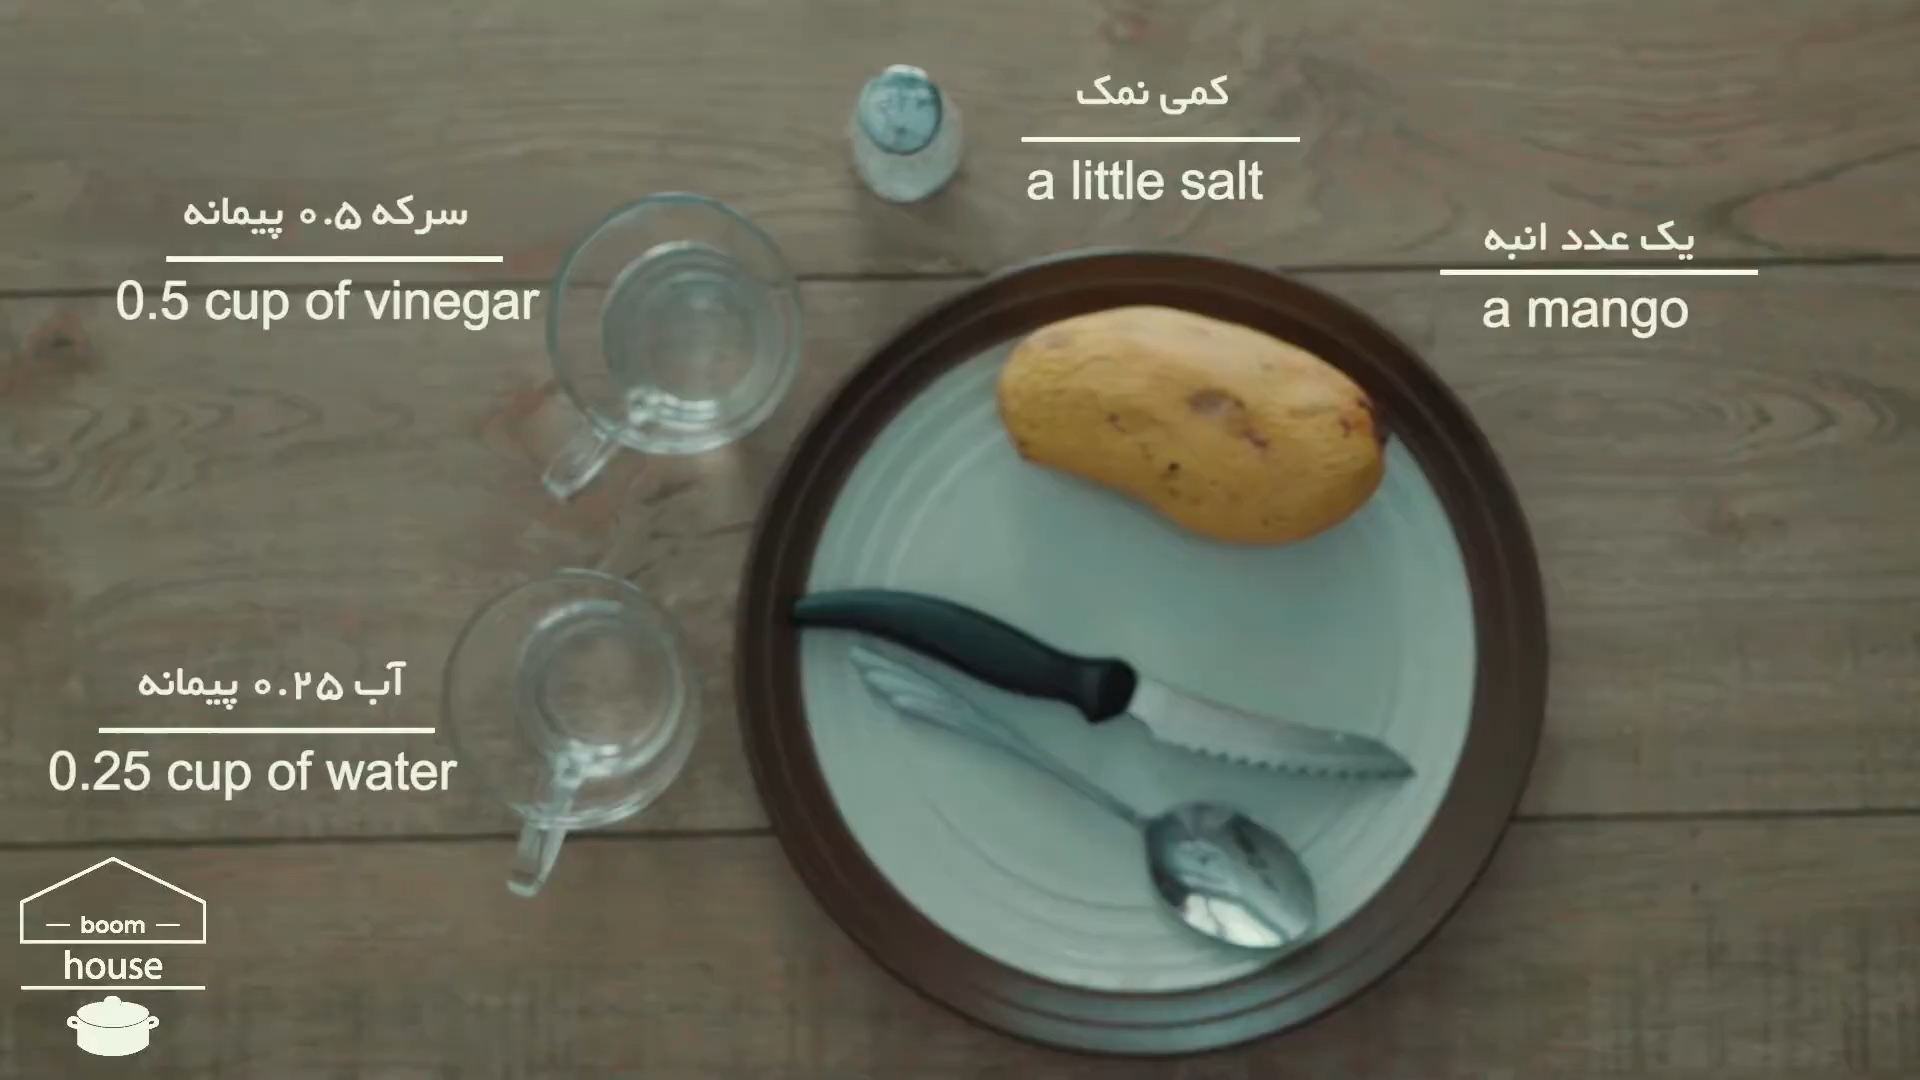 کمی نمک
a little salt
سرکه ۰.۵ پیمانه
0.5 cup of vinegar
یک عدد انبه
a mango
آب ۰.۲۵ پیمانه
0.25 cup of water
boom
house